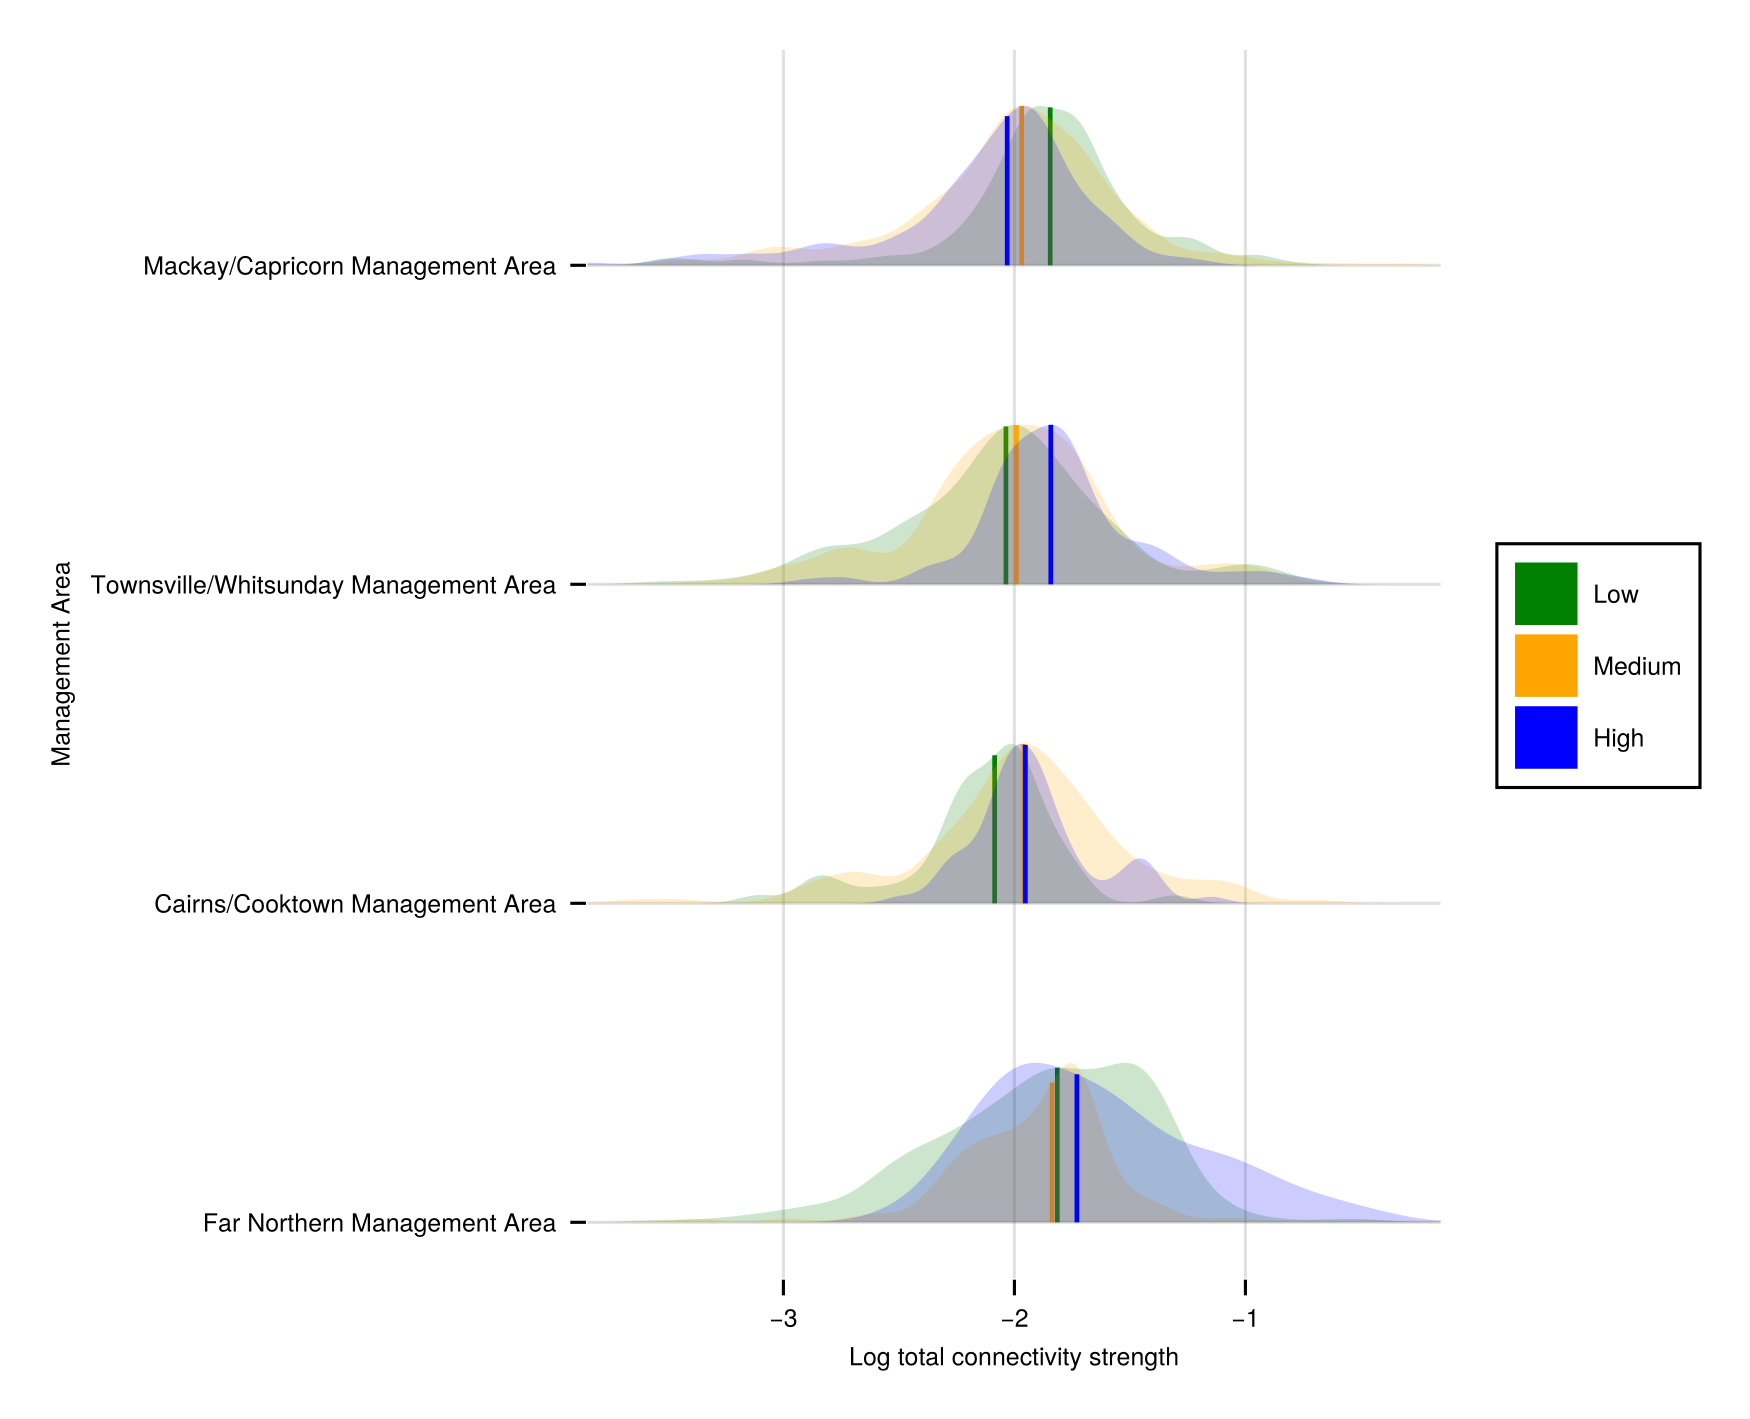 Mackay/Capricorn Management Area
Townsville/Whitsunday Management Area
Cairns/Cooktown Management Area
Far Northern Management Area
Management Area
−3
−2
−1
Log total connectivity strength
Low
Medium
High